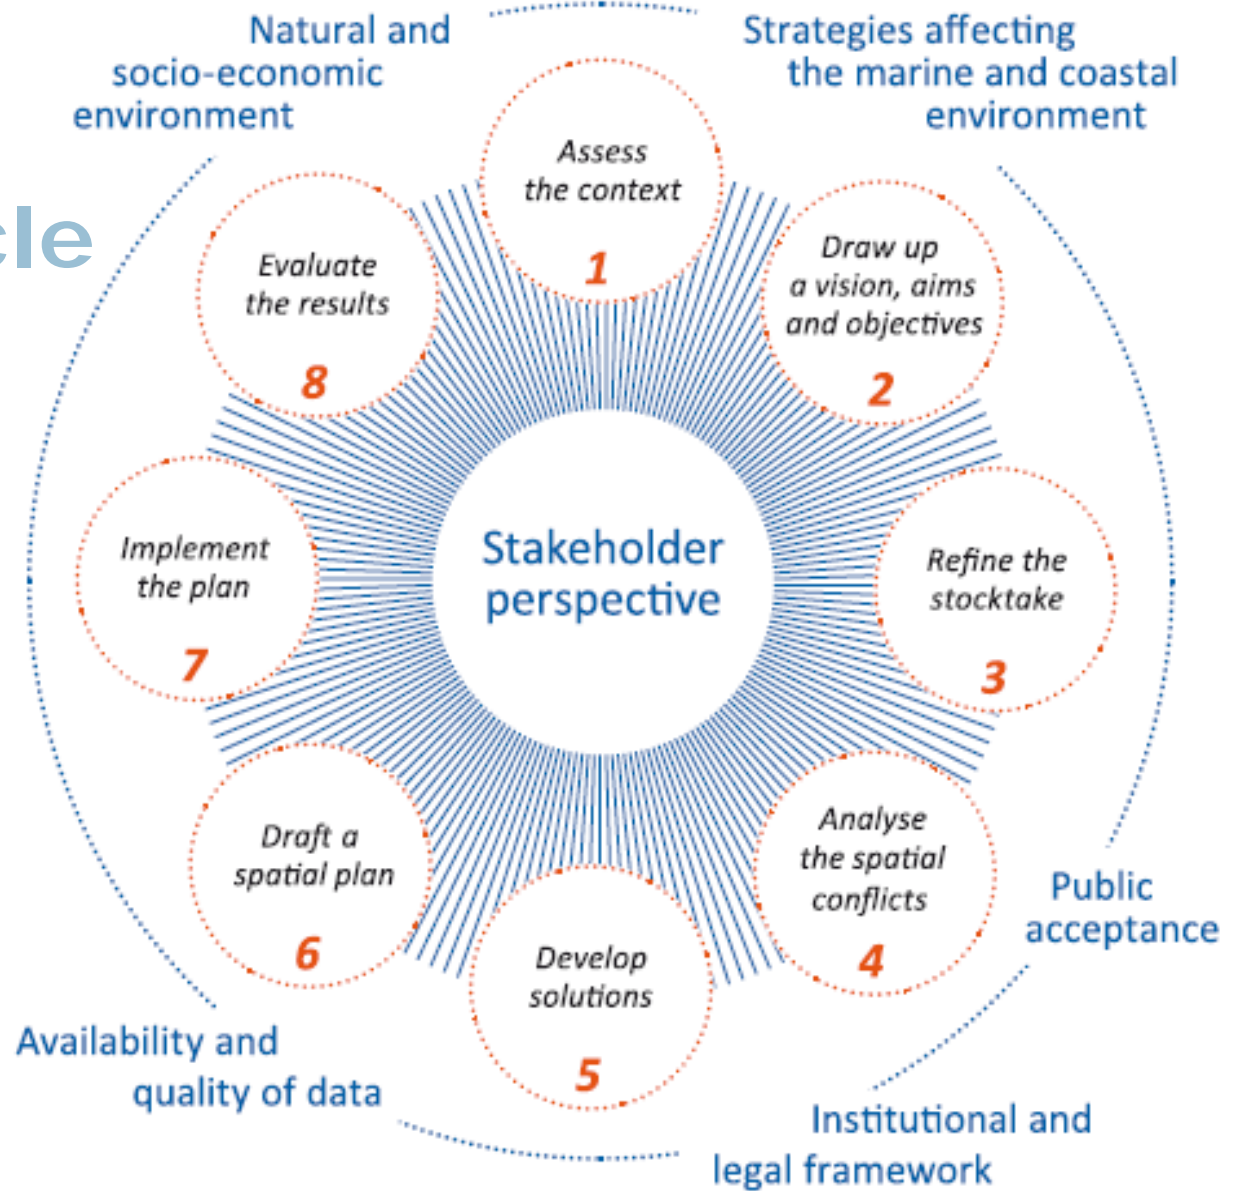 Natural and
socio-economic
environment
Strategies affecting
the marine and coastal
environment
cle
Assess
the context
1
Draw up
a vision, aims
and objectives
2
Refine the
stocktake
3
Analyse
the spatial
conflicts
4
Develop
solutions
5
Draft a
spatial plan
6
Implement
the plan
7
Evaluate
the results
8
Stakeholder
perspective
Public
acceptance
Institutional and
legal framework
Availability and
quality of data